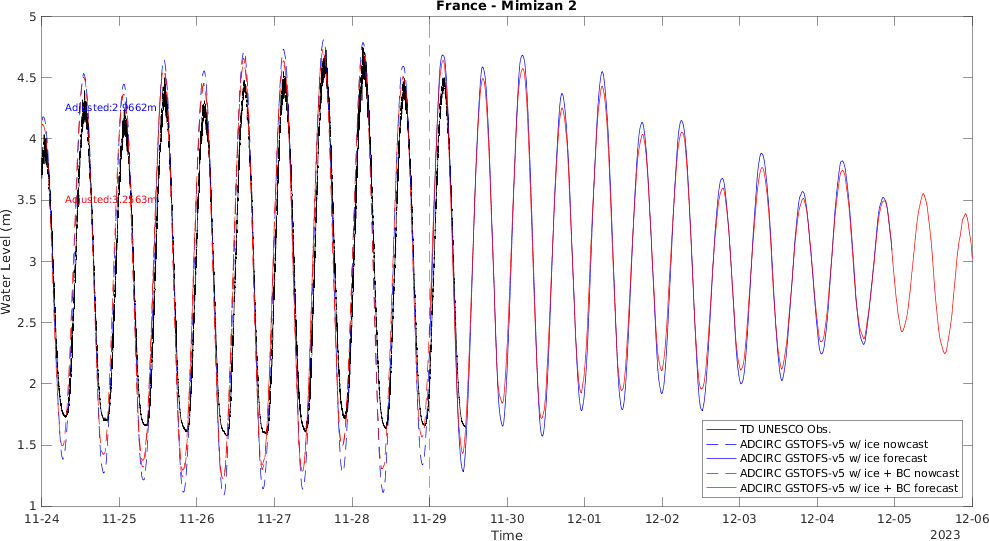 France - Mimizan 2
5
4.5
4
3.5
3
2.5
2
1.5
1
Water Level (m)
Adjusted:2.9662m
Adjusted:3.2563m
TD UNESCO Obs.
ADCIRC GSTOFS-v5 w/ ice nowcast
ADCIRC GSTOFS-v5 w/ ice forecast
ADCIRC GSTOFS-v5 w/ ice + BC nowcast
ADCIRC GSTOFS-v5 w/ ice + BC forecast
11-24 11-25 11-26 11-27 11-28 11-29 11-30 12-01 12-02 12-03 12-04 12-05 12-06
Time
2023